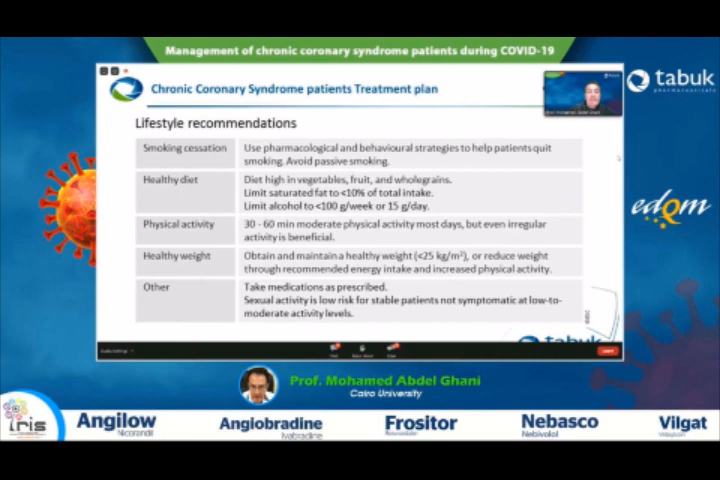 Management of chronic coronary syndrome patients during COVID-19
tabuk
pharmaceuticals
Chronic Coronary Syndrome patients Treatment plan
Lifestyle recommendations
Smoking cessation
Use pharmacological and behavioural strategies to help patients quit
smoking. Avoid passive smoking.
Healthy diet
Diet high in vegetables, fruit, and wholegrains.
Limit saturated fat to <10% of total intake.
Limit alcohol to <100 g/week or 15 g/day.
Physical activity
30 - 60 min moderate physical activity most days, but even irregular
activity is beneficial.
Healthy weight
Obtain and maintain a healthy weight (<25 kg/m²), or reduce weight
through recommended energy intake and increased physical activity.
Other
Take medications as prescribed.
Sexual activity is low risk for stable patients not symptomatic at low-to-
moderate activity levels.
edqm
Prof. Mohamed Abdel Ghani
Cairo University
iris
Angilow
Nicorandil
Angiobradine
Ivabradine
Frositor
Nebasco
Nebivolol
Vilgat